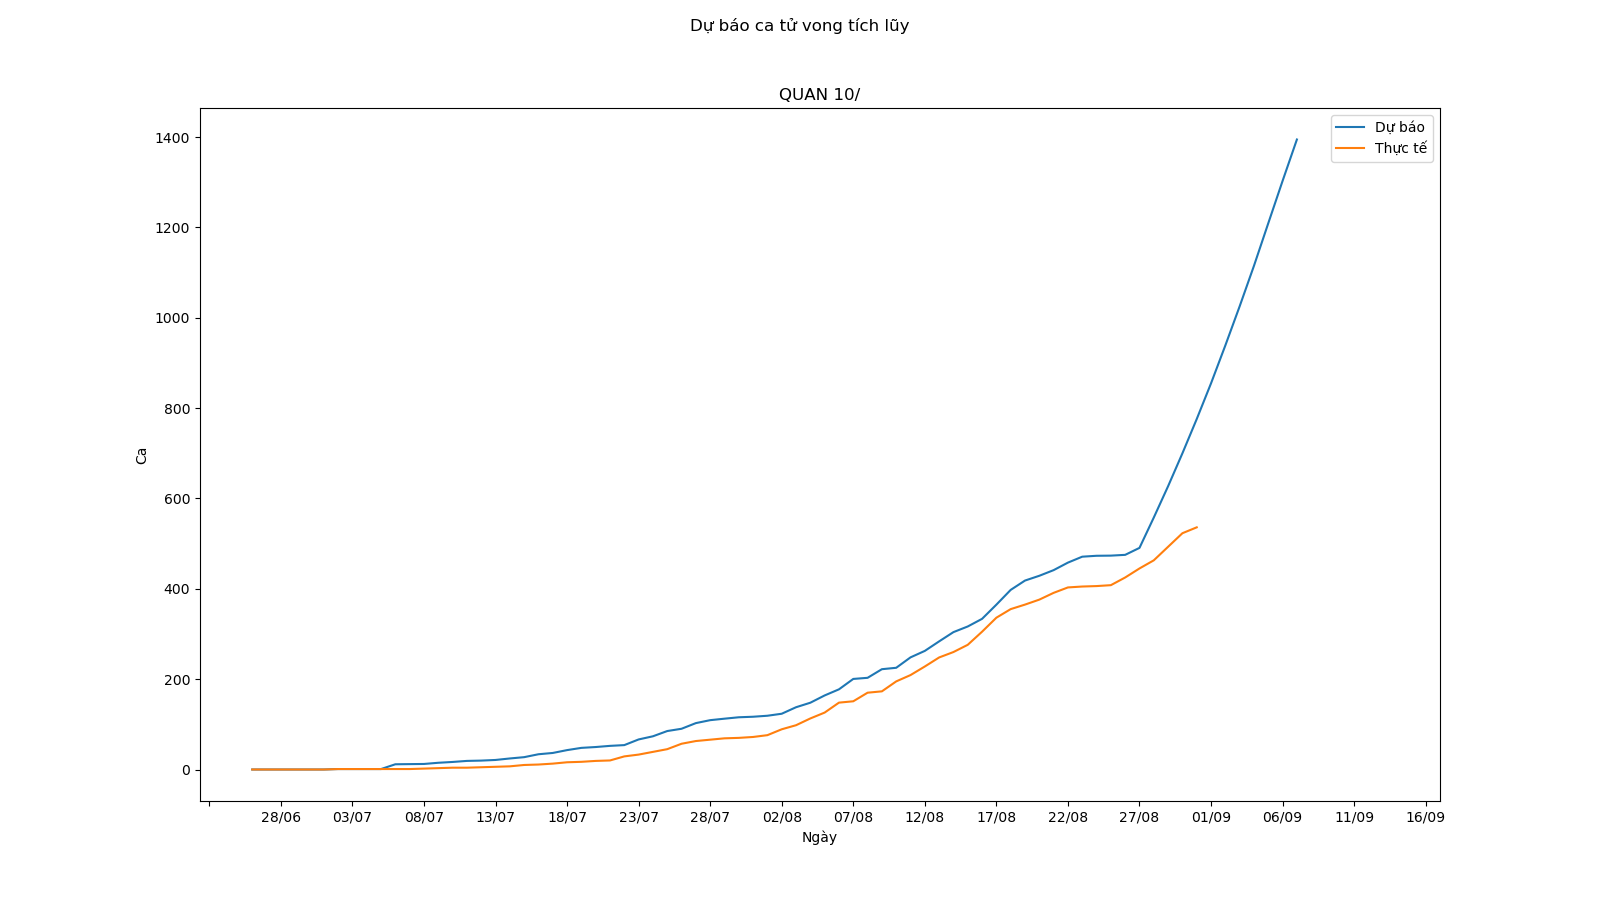 Dự báo ca tử vong tích lũy
QUAN 10/
Dự báo
Thực tế
1400
1200
1000
800
600
400
200
0
Ca
28/06 03/07 08/07 13/07 18/07 23/07 28/07 02/08 07/08 12/08 17/08 22/08 27/08 01/09 06/09 11/09 16/09
Ngày